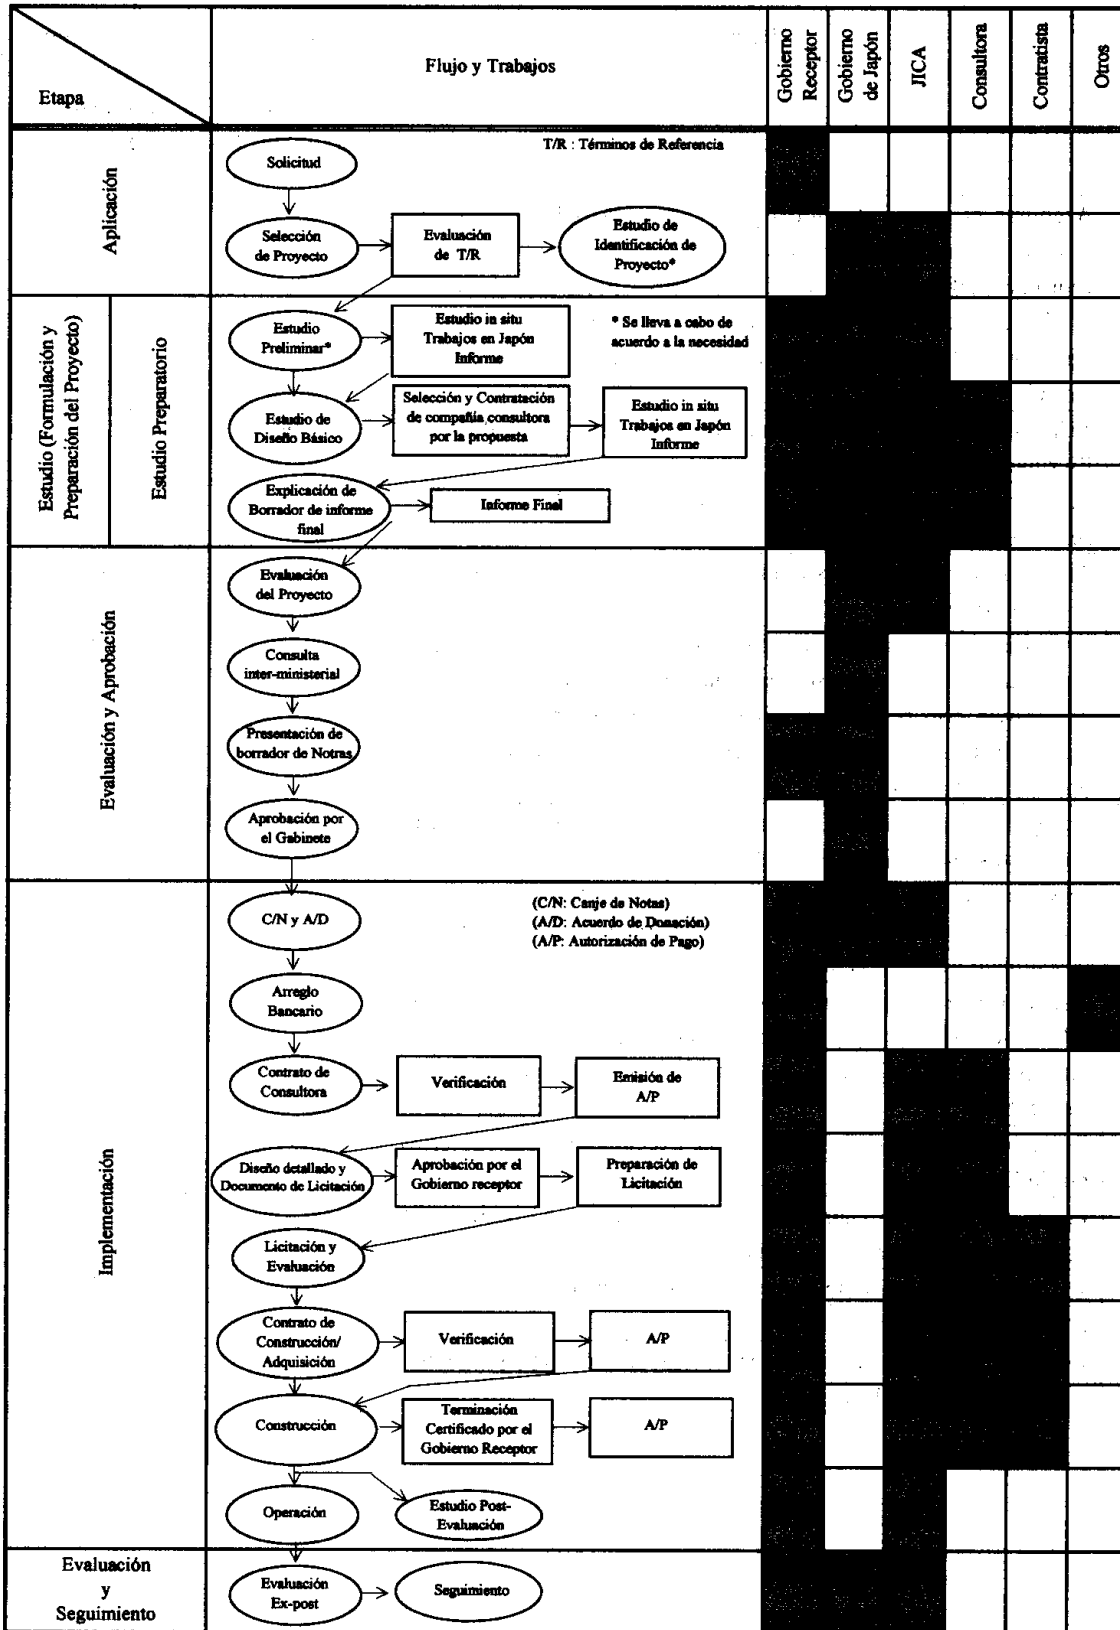 Etapa
Flujo y Trabajos
Gobierno
Receptor
Gobierno
de Japón
JICA
Consultora
Contratista
Otros
Aplicación
T/R : Términos de Referencia
Solicitud
Selección
de Proyecto
Evaluación
de T/R
Estudio de
Identificación de
Proyecto*
Estudio (Formulación y
Preparación del Proyecto)
Estudio Preparatorio
Estudio
Preliminar*
Estudio in situ
Trabajos en Japón
Informe
* Se lleva a cabo de
acuerdo a la necesidad
Estudio de
Diseño Básico
Selección y Contratación
de compañía consultora
por la propuesta
Estudio in situ
Trabajos en Japón
Informe
Explicación de
Borrador de informe
final
Informe Final
Evaluación y Aprobación
Evaluación
del Proyecto
Consulta
inter-ministerial
Presentación de
borrador de Notras
Aprobación por
el Gabinete
Implementación
C/N y A/D
(C/N: Canje de Notas)
(A/D: Acuerdo de Donación)
(A/P: Autorización de Pago)
Arreglo
Bancario
Contrato de
Consultora
Verificación
Emisión de
A/P
Diseño detallado y
Documento de Licitación
Aprobación por el
Gobierno receptor
Preparación de
Licitación
Licitación y
Evaluación
Contrato de
Construcción/
Adquisición
Verificación
A/P
Construcción
Terminación
Certificado por el
Gobierno Receptor
A/P
Operación
Estudio Post-
Evaluación
Evaluación
y
Seguimiento
Evaluación
Ex-post
Seguimiento